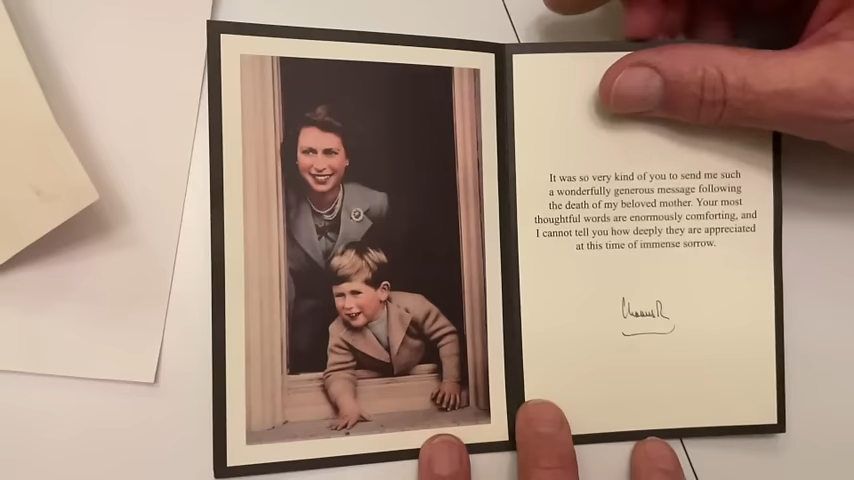 It was so very kind of you to send me such
a wonderfully generous message following
the death of my beloved mother. Your most
thoughtful words are enormously comforting, and
I cannot tell you how deeply they are appreciated
at this time of immense sorrow.
Charles R